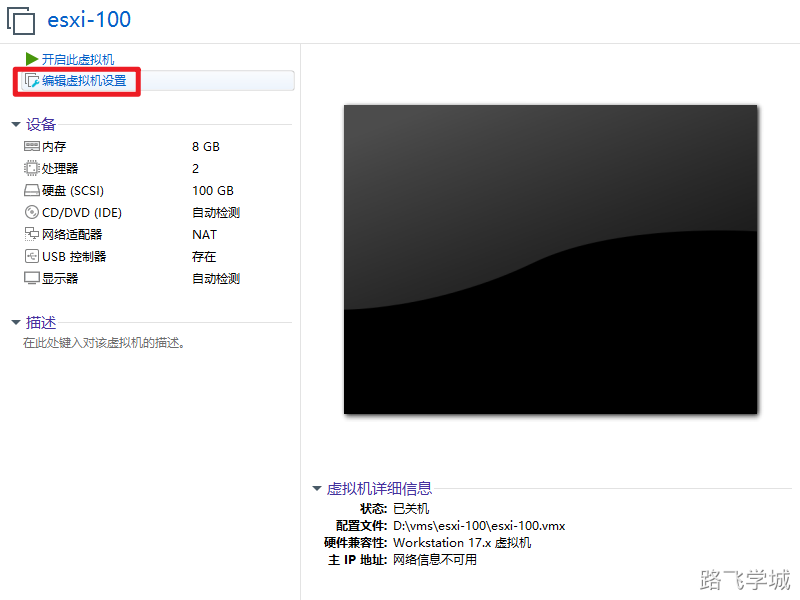 esxi-100
开启此虚拟机
编辑虚拟机设置
设备
内存 8 GB
处理器 2
硬盘 (SCSI) 100 GB
CD/DVD (IDE) 自动检测
网络适配器 NAT
USB 控制器 存在
显示器 自动检测
描述
在此处键入对该虚拟机的描述。
虚拟机详细信息
状态: 已关机
配置文件: D:\vms\esxi-100\esxi-100.vmx
硬件兼容性: Workstation 17.x 虚拟机
主 IP 地址: 网络信息不可用
路飞学城